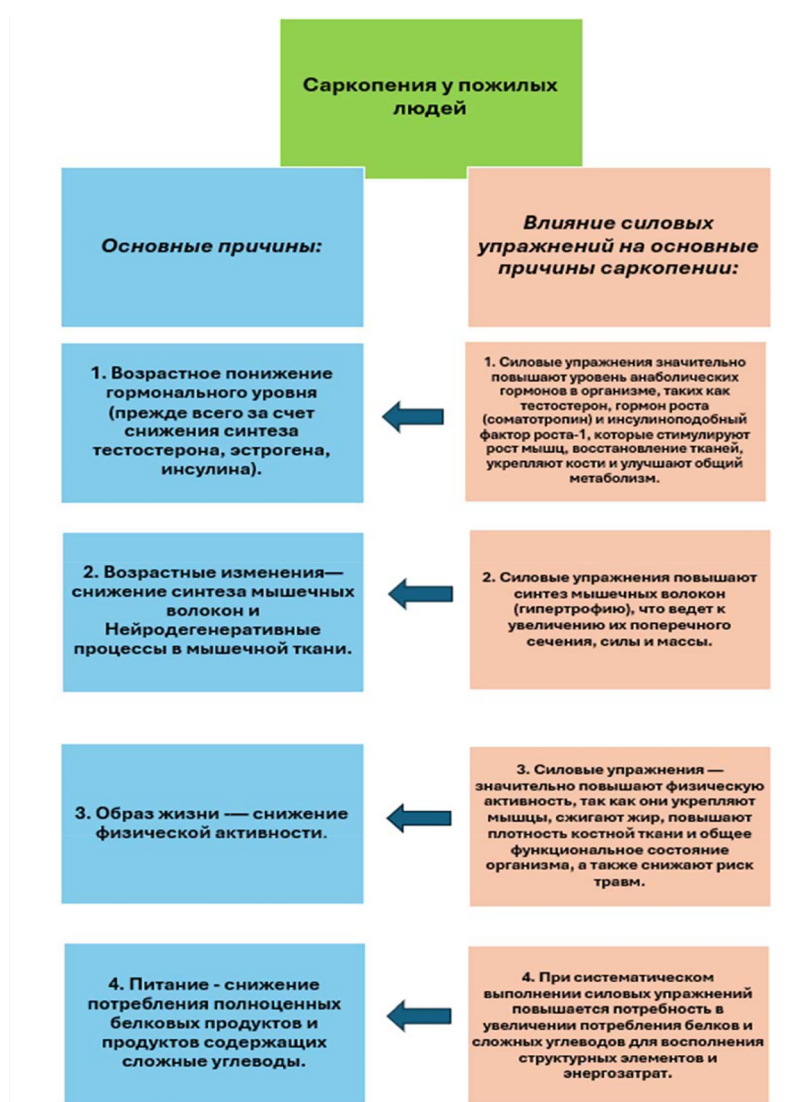 Саркопения у пожилых
людей
Основные причины:
Влияние силовых
упражнений на основные
причины саркопении:
1. Возрастное понижение
гормонального уровня
(прежде всего за счет
снижения синтеза
тестостерона, эстрогена,
инсулина).
1. Силовые упражнения значительно
повышают уровень анаболических
гормонов в организме, таких как
тестостерон, гормон роста
(соматотропин) и инсулиноподобный
фактор роста-1, которые стимулируют
рост мышц, восстановление тканей,
укрепляют кости и улучшают общий
метаболизм.
2. Возрастные изменения—
снижение синтеза мышечных
волокон и
Нейродегенеративные
процессы в мышечной ткани.
2. Силовые упражнения повышают
синтез мышечных волокон
(гипертрофию), что ведет к
увеличению их поперечного
сечения, силы и массы.
3. Образ жизни -— снижение
физической активности.
3. Силовые упражнения —
значительно повышают физическую
активность, так как они укрепляют
мышцы, сжигают жир, повышают
плотность костной ткани и общее
функциональное состояние
организма, а также снижают риск
травм.
4. Питание - снижение
потребления полноценных
белковых продуктов и
продуктов содержащих
сложные углеводы.
4. При систематическом
выполнении силовых упражнений
повышается потребность в
увеличении потребления белков и
сложных углеводов для восполнения
структурных элементов и
энергозатрат.